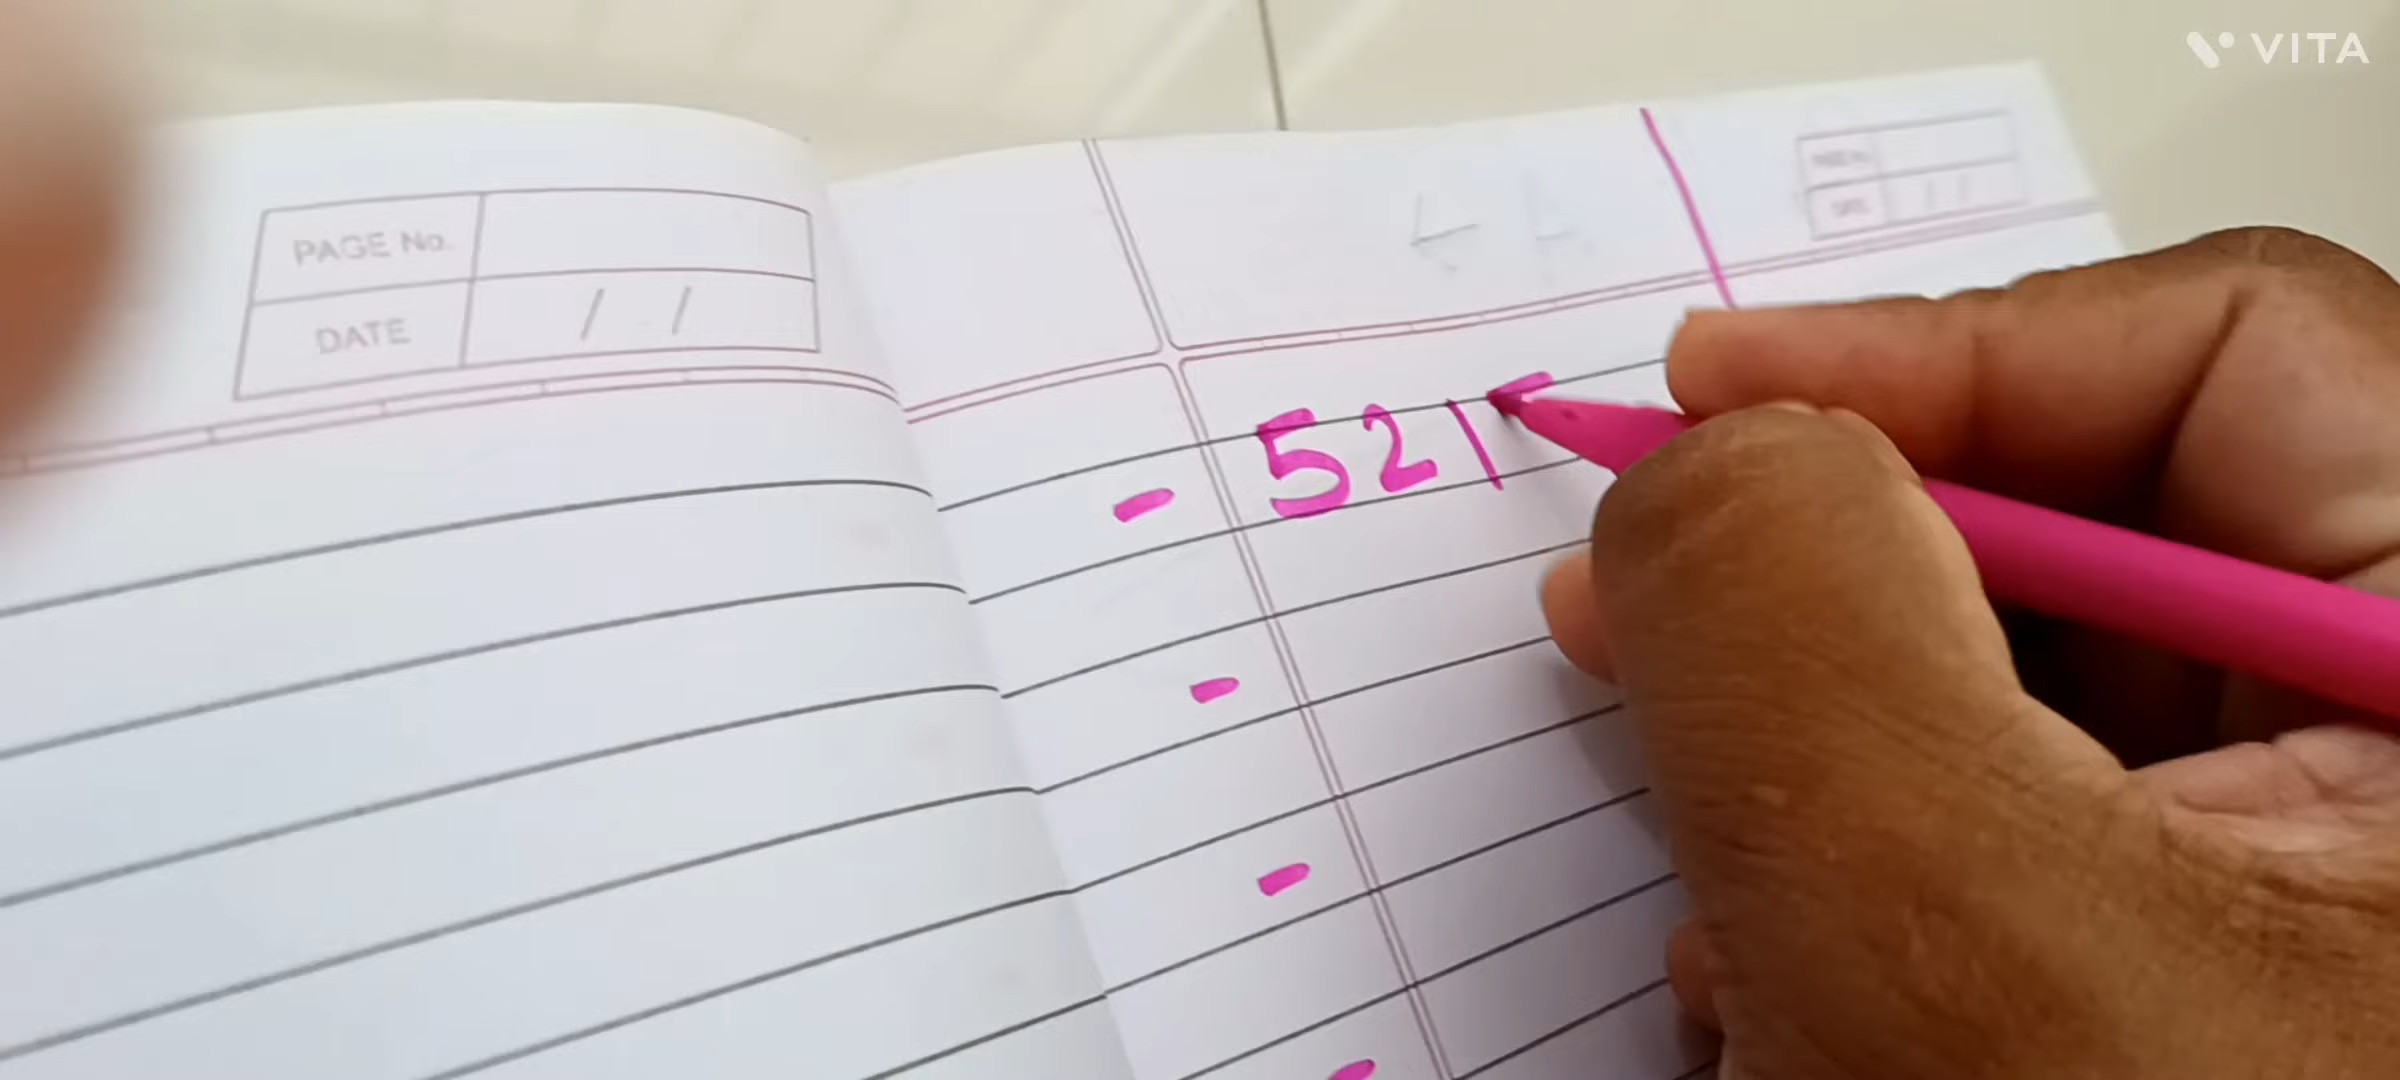 VITA
PAGE No.
DATE / /
/ /
- 521
-
-
-